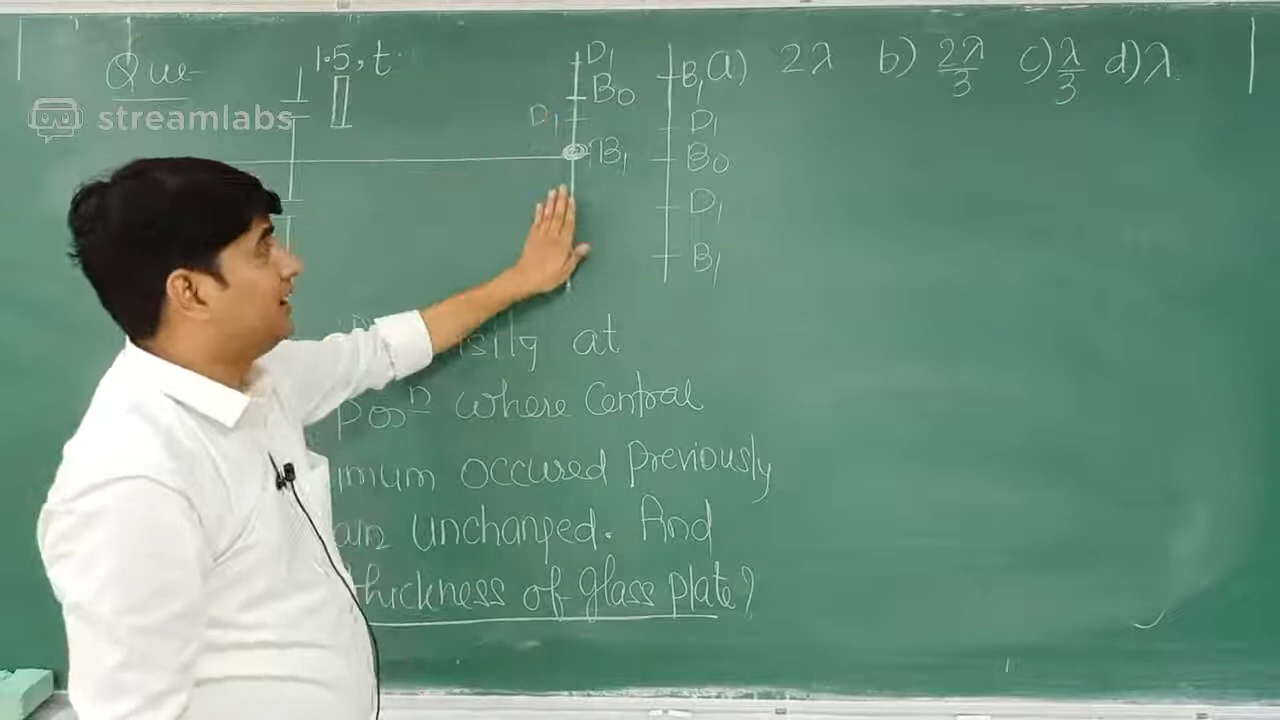 Que
1.5, t.
D1
B0
D1
B1
B1
D1
B0
D1
B1
a) 2λ b) 2λ/3 c) λ/3 d) λ
streamlabs
at
posn where Central
imum occured previously
unchanged. And
thickness of glass plate?